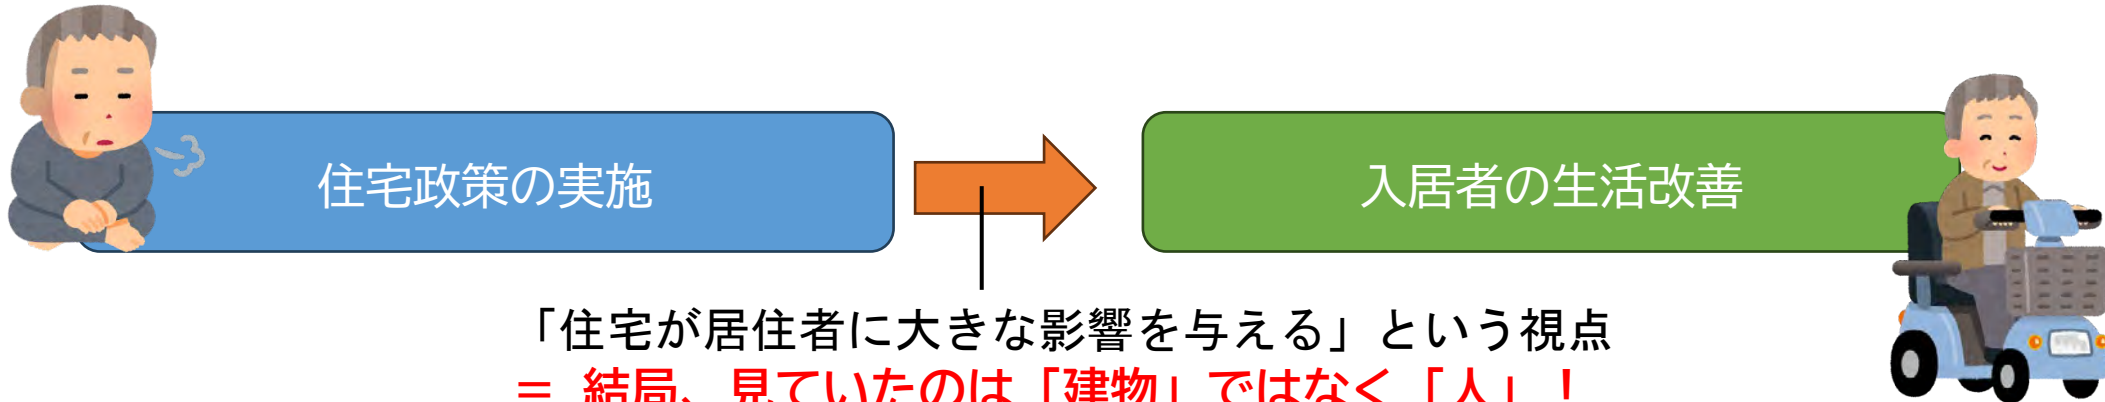 住宅政策の実施
入居者の生活改善
「住宅が居住者に大きな影響を与える」という視点
＝ 結局、見ていたのは「建物」ではなく「人」！